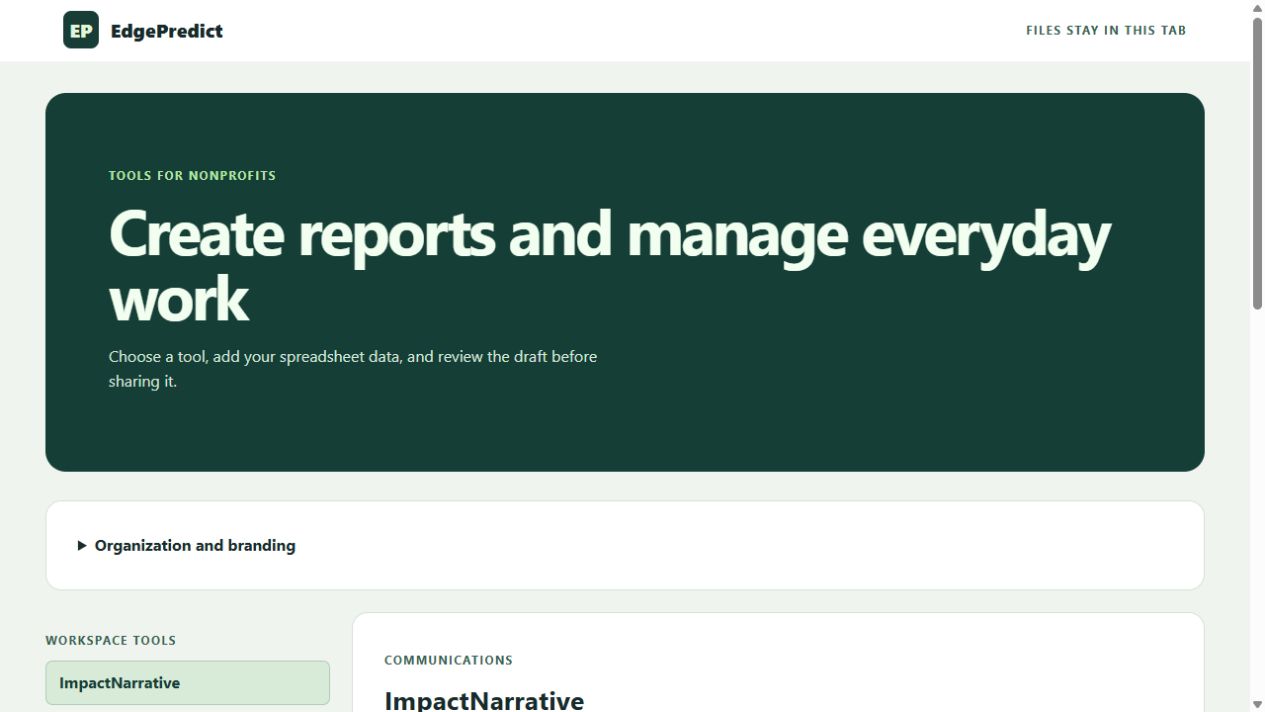 EP EdgePredict
FILES STAY IN THIS TAB
TOOLS FOR NONPROFITS
Create reports and manage everyday
work
Choose a tool, add your spreadsheet data, and review the draft before
sharing it.
Organization and branding
WORKSPACE TOOLS
ImpactNarrative
COMMUNICATIONS
ImpactNarrative